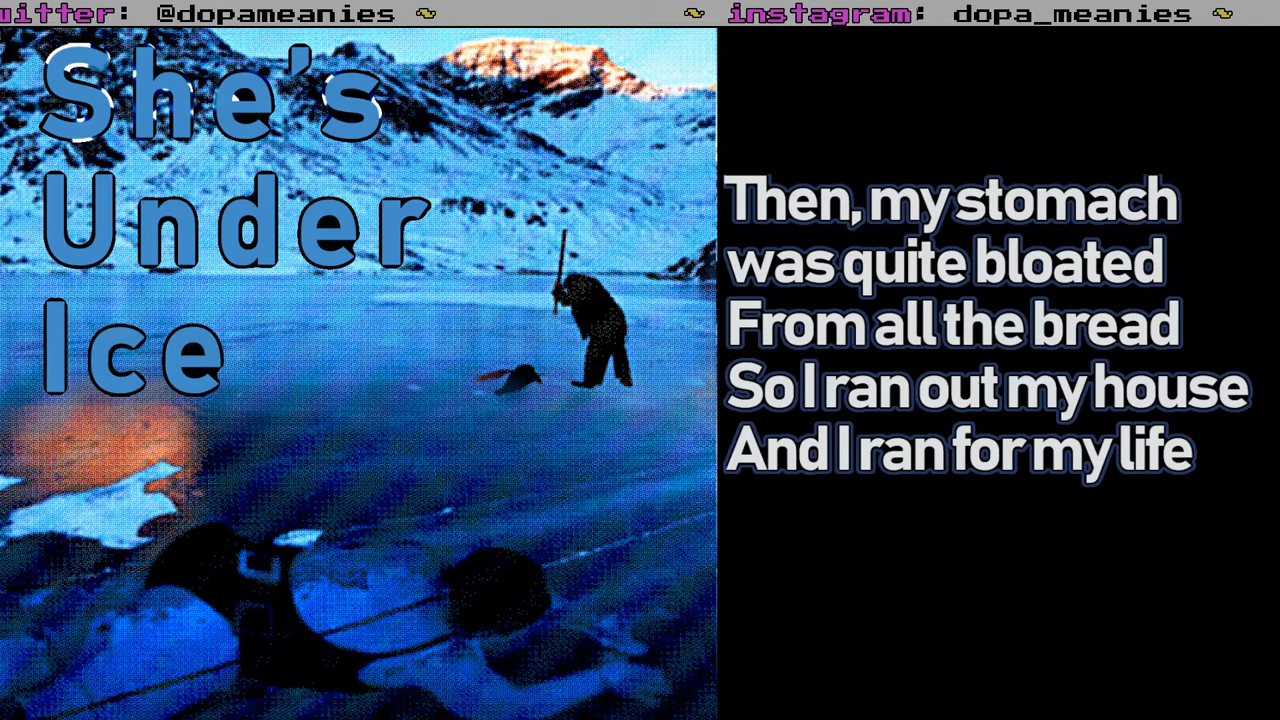 uitter: @dopameanies
instagram: dopa_meanies
She's
Under
Ice
Then, my stomach
was quite bloated
From all the bread
So I ran out my house
And I ran for my life